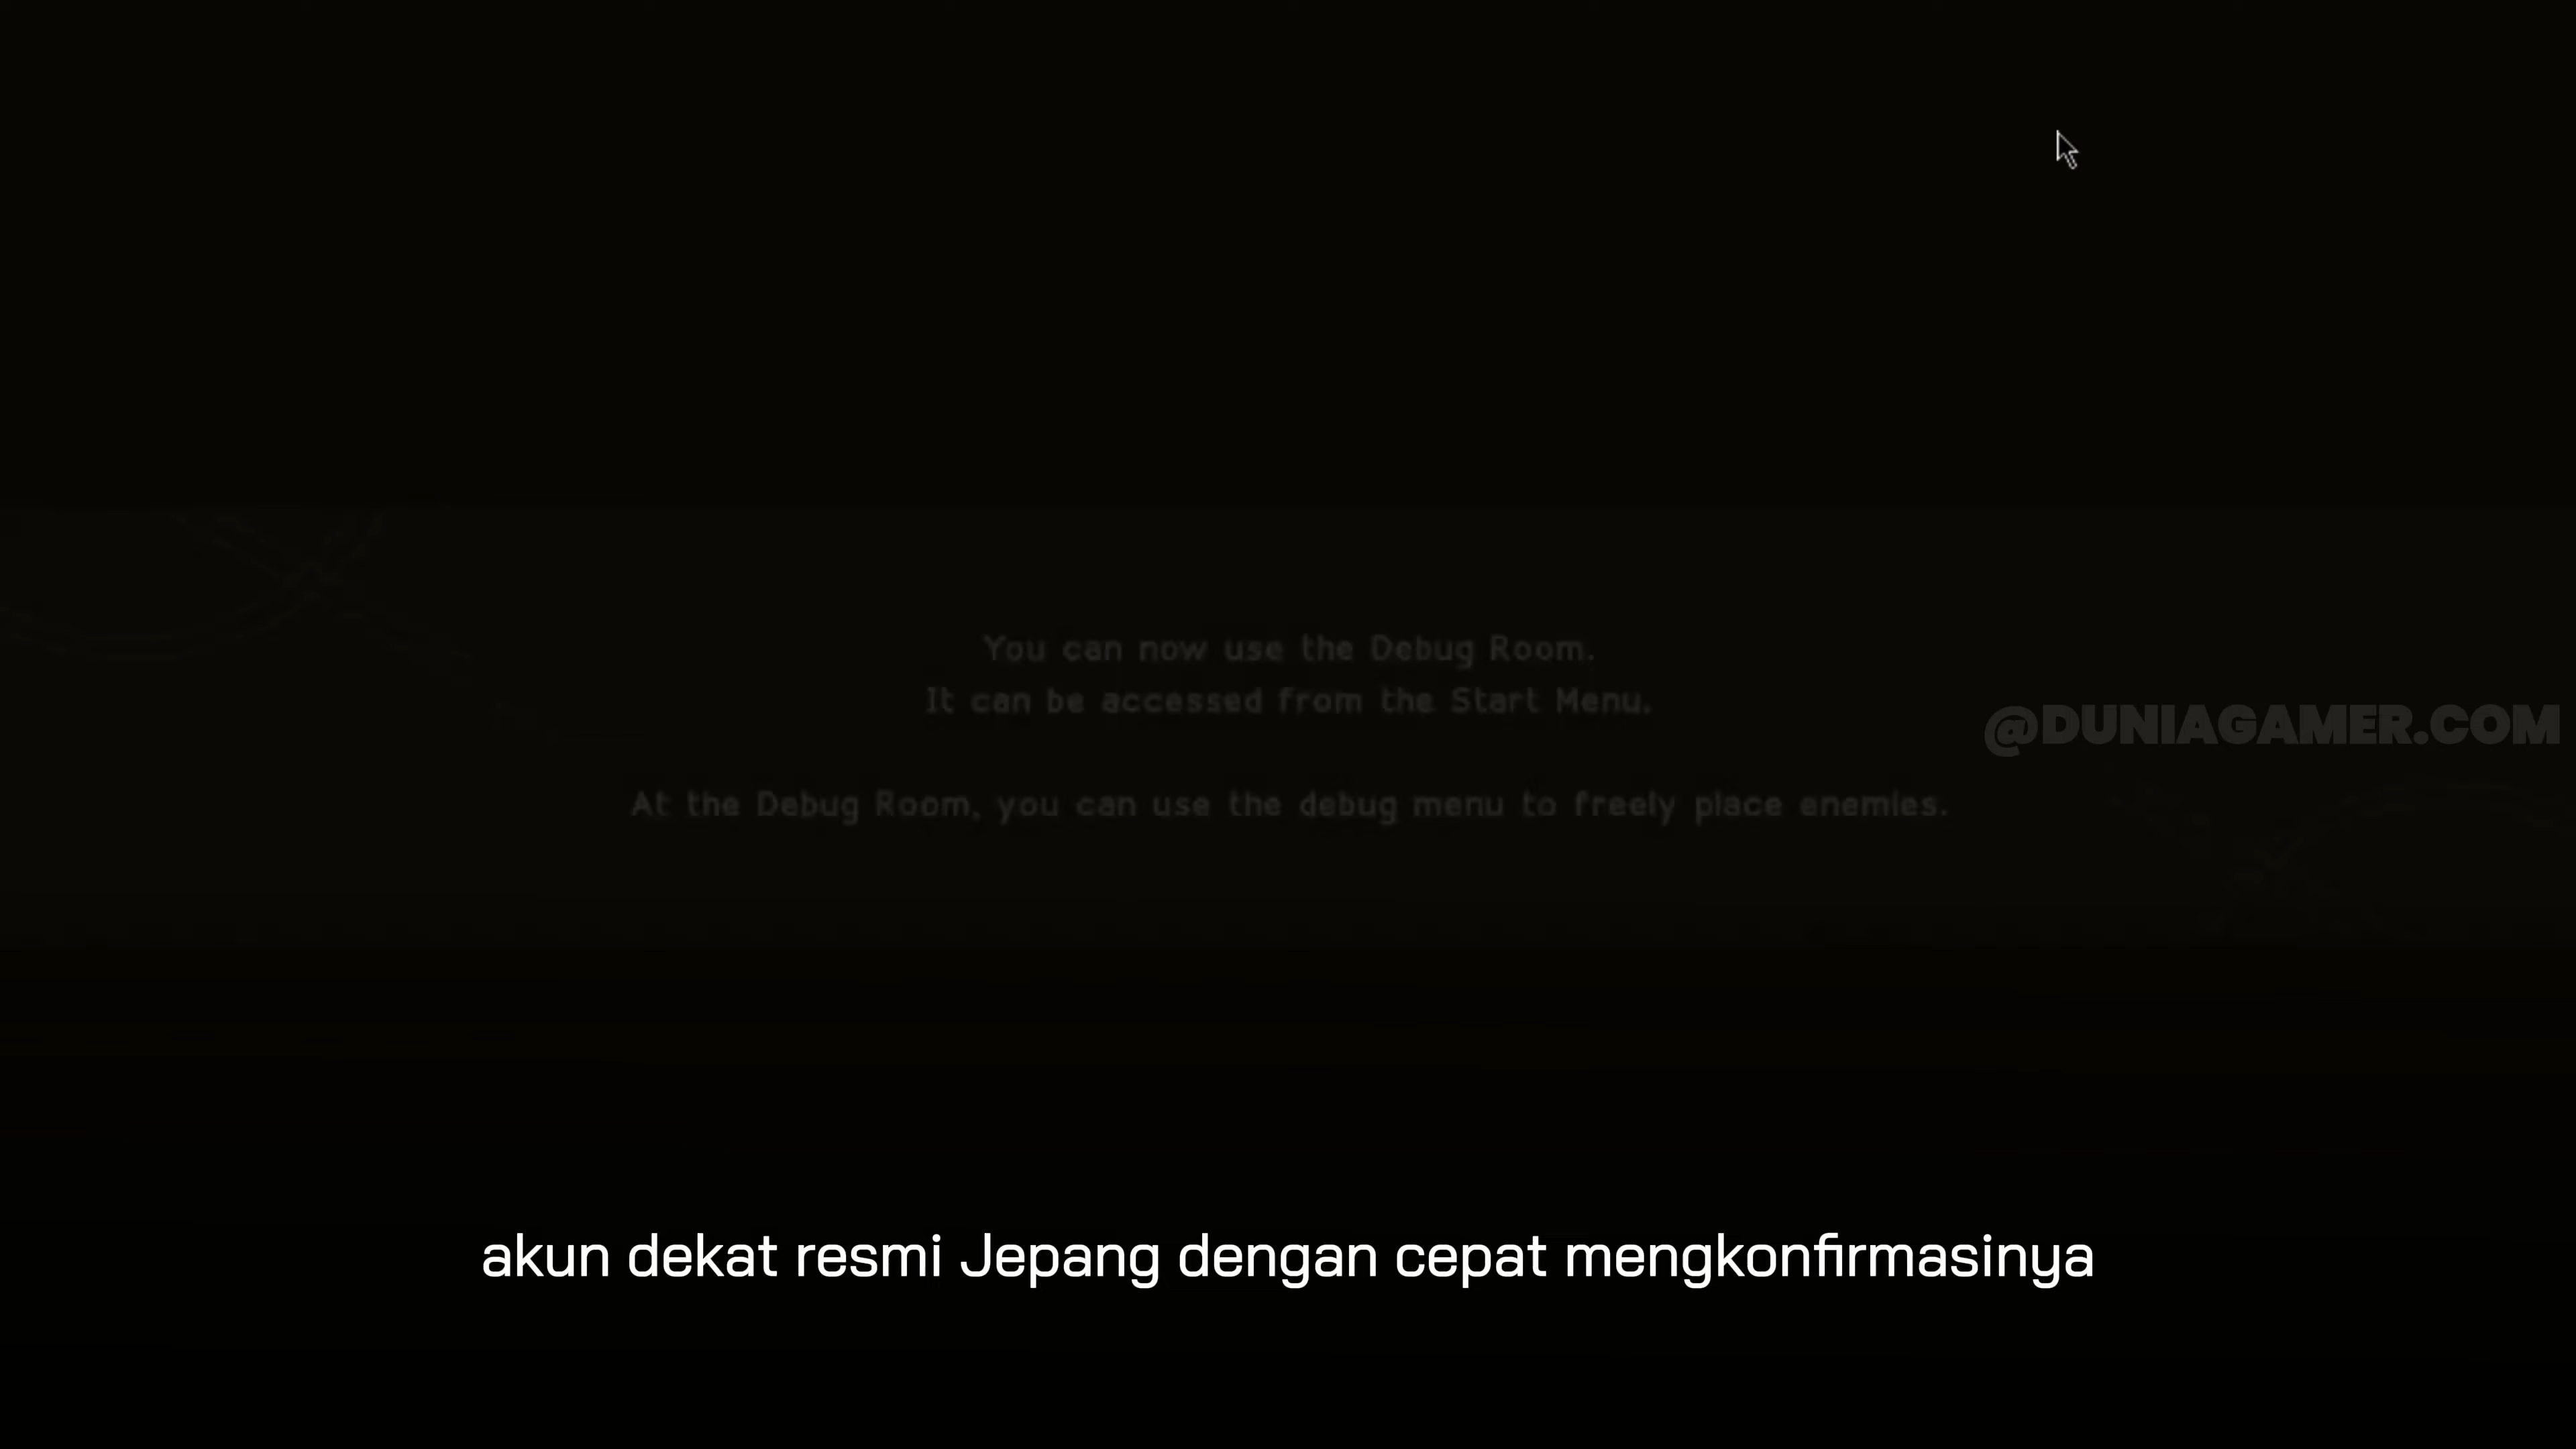 You can now use the Debug Room.
It can be accessed from the Start Menu.
@DUNIAGAMER.COM
At the Debug Room, you can use the debug menu to freely place enemies.
akun dekat resmi Jepang dengan cepat mengkonfirmasinya